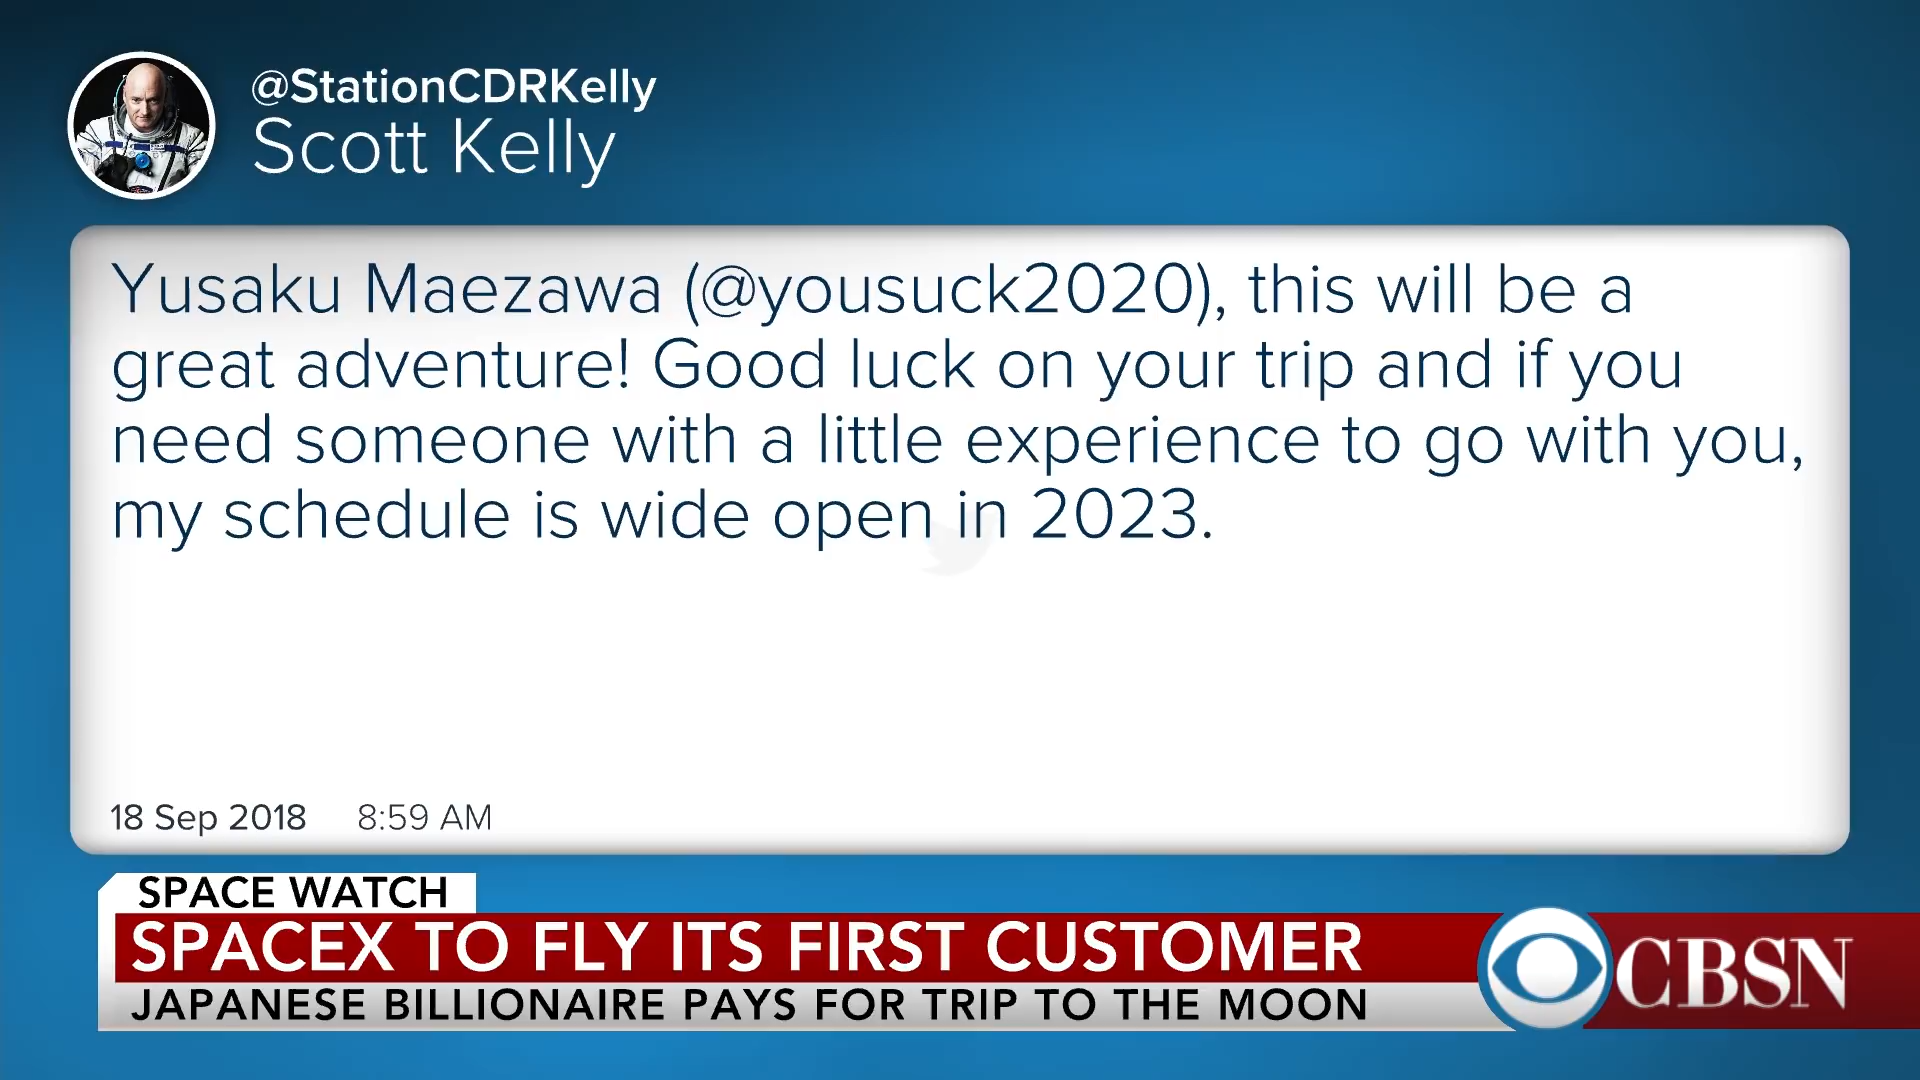 @StationCDRKelly
Scott Kelly
Yusaku Maezawa (@yousuck2020), this will be a
great adventure! Good luck on your trip and if you
need someone with a little experience to go with you,
my schedule is wide open in 2023.
18 Sep 2018 8:59 AM
SPACE WATCH
SPACEX TO FLY ITS FIRST CUSTOMER
JAPANESE BILLIONAIRE PAYS FOR TRIP TO THE MOON
CBSN